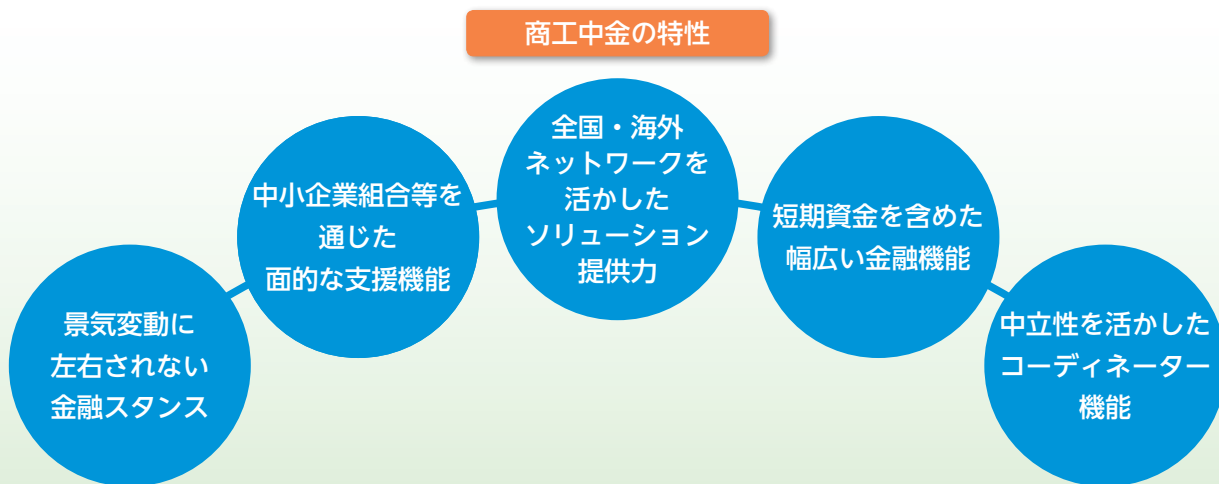 商工中金の特性
景気変動に
左右されない
金融スタンス
中小企業組合等を
通じた
面的な支援機能
全国・海外
ネットワークを
活かした
ソリューション
提供力
短期資金を含めた
幅広い金融機能
中立性を活かした
コーディネーター
機能